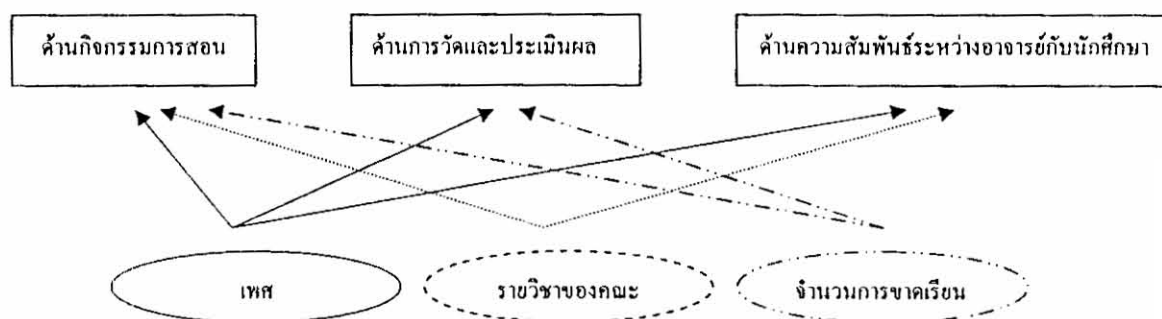 ด้านกิจกรรมการสอน
ด้านการวัดและประเมินผล
ด้านความสัมพันธ์ระหว่างอาจารย์กับนักศึกษา
เพศ
รายวิชาของคณะ
จำนวนการขาดเรียน